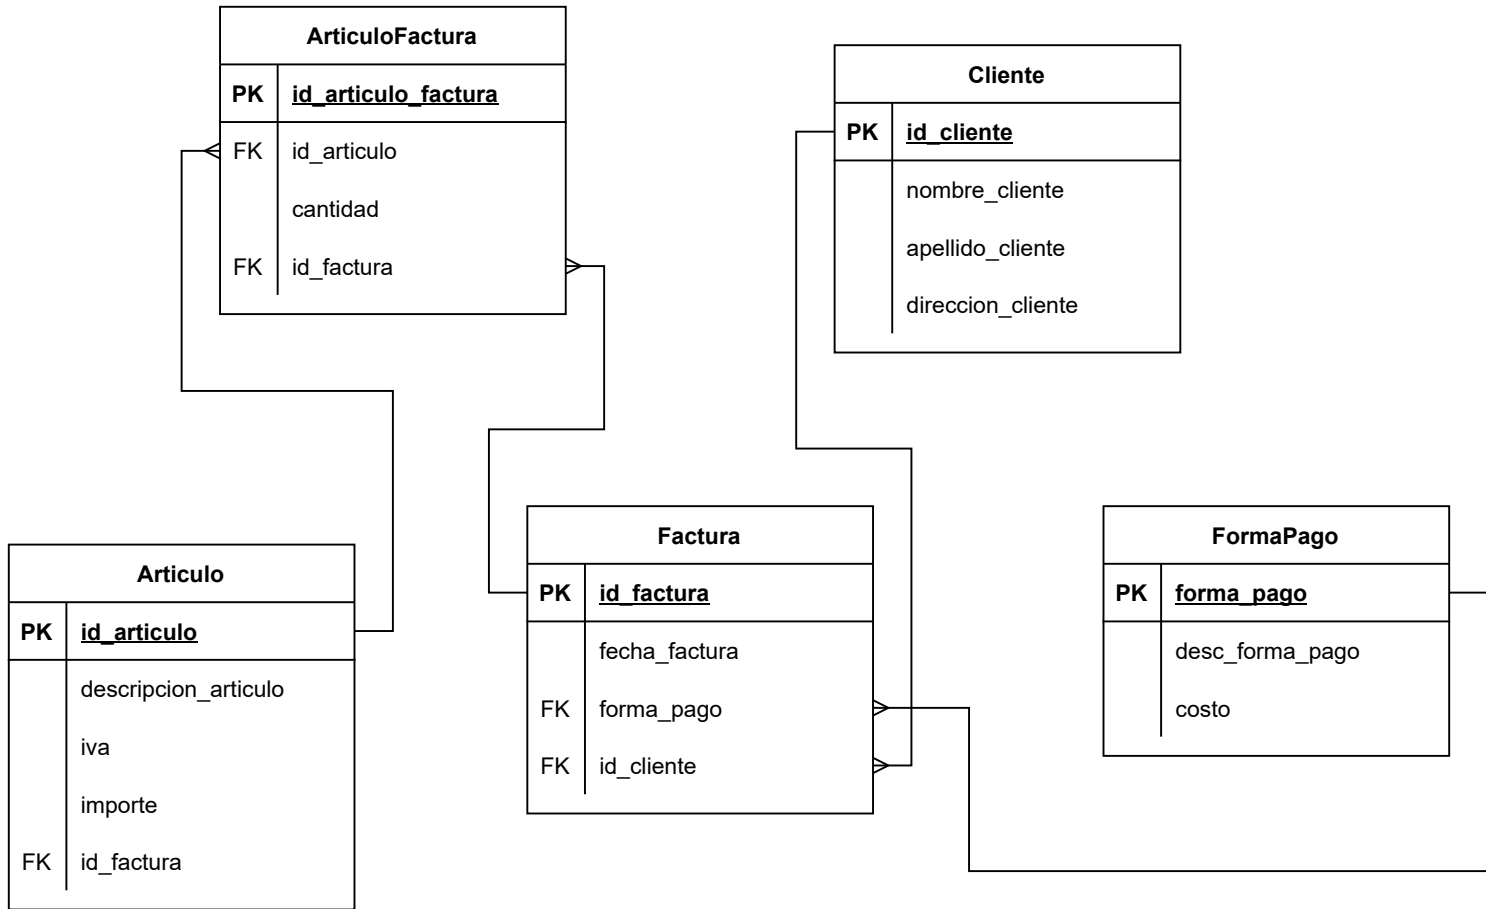 ArticuloFactura
PK id_articulo_factura
FK id_articulo
cantidad
FK id_factura
Cliente
PK id_cliente
nombre_cliente
apellido_cliente
direccion_cliente
Articulo
PK id_articulo
descripcion_articulo
iva
importe
FK id_factura
Factura
PK id_factura
fecha_factura
FK forma_pago
FK id_cliente
FormaPago
PK forma_pago
desc_forma_pago
costo